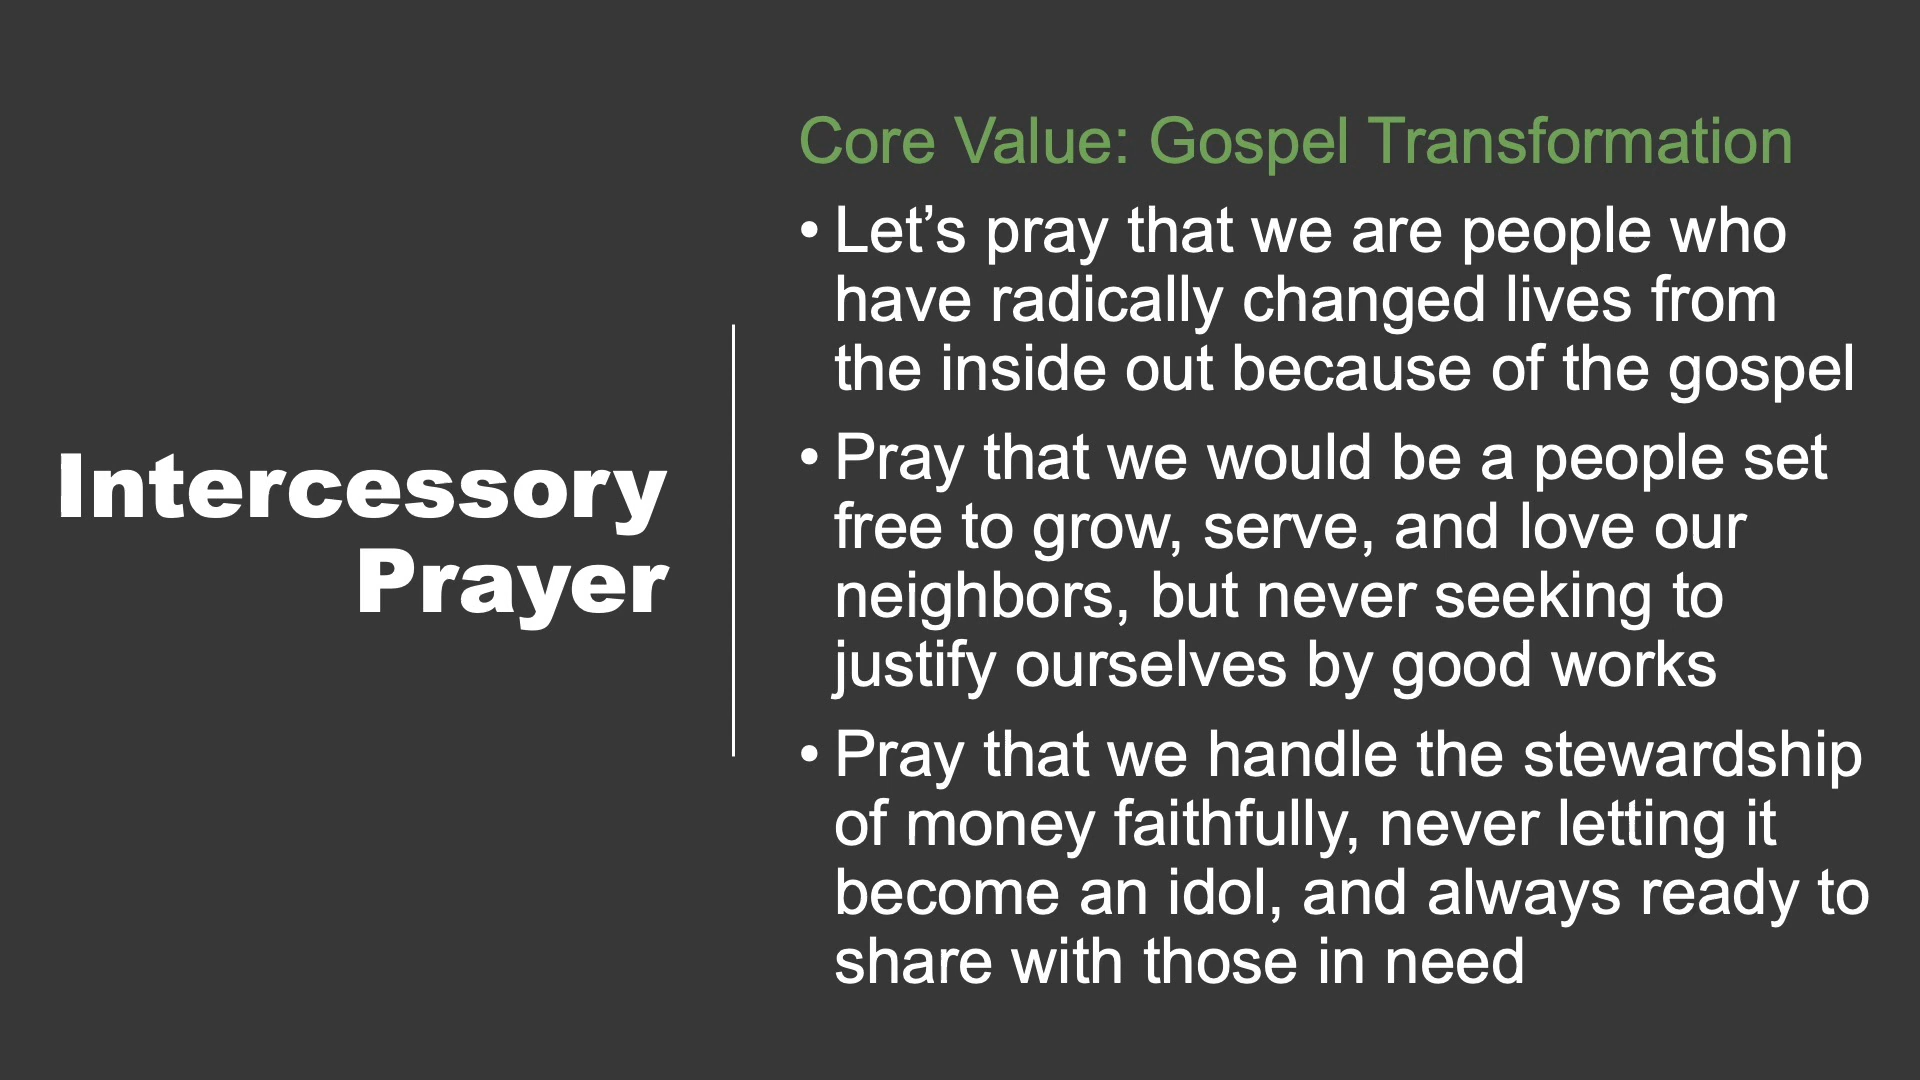 Intercessory
Prayer
Core Value: Gospel Transformation
• Let’s pray that we are people who
have radically changed lives from
the inside out because of the gospel
• Pray that we would be a people set
free to grow, serve, and love our
neighbors, but never seeking to
justify ourselves by good works
• Pray that we handle the stewardship
of money faithfully, never letting it
become an idol, and always ready to
share with those in need